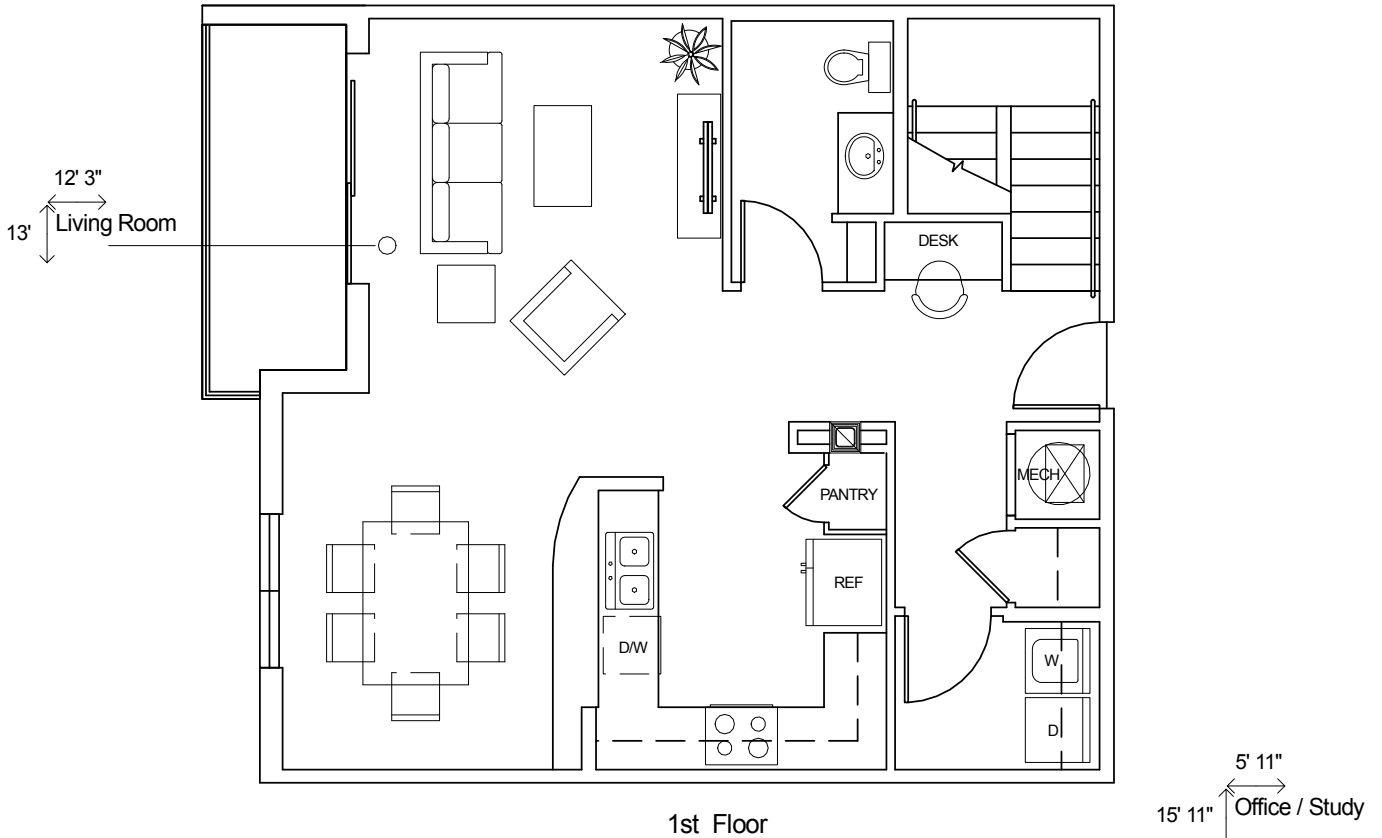 12' 3"
13'
Living Room
DESK
MECH
PANTRY
REF
D/W
W
D
5' 11"
15' 11"
Office / Study
1st Floor